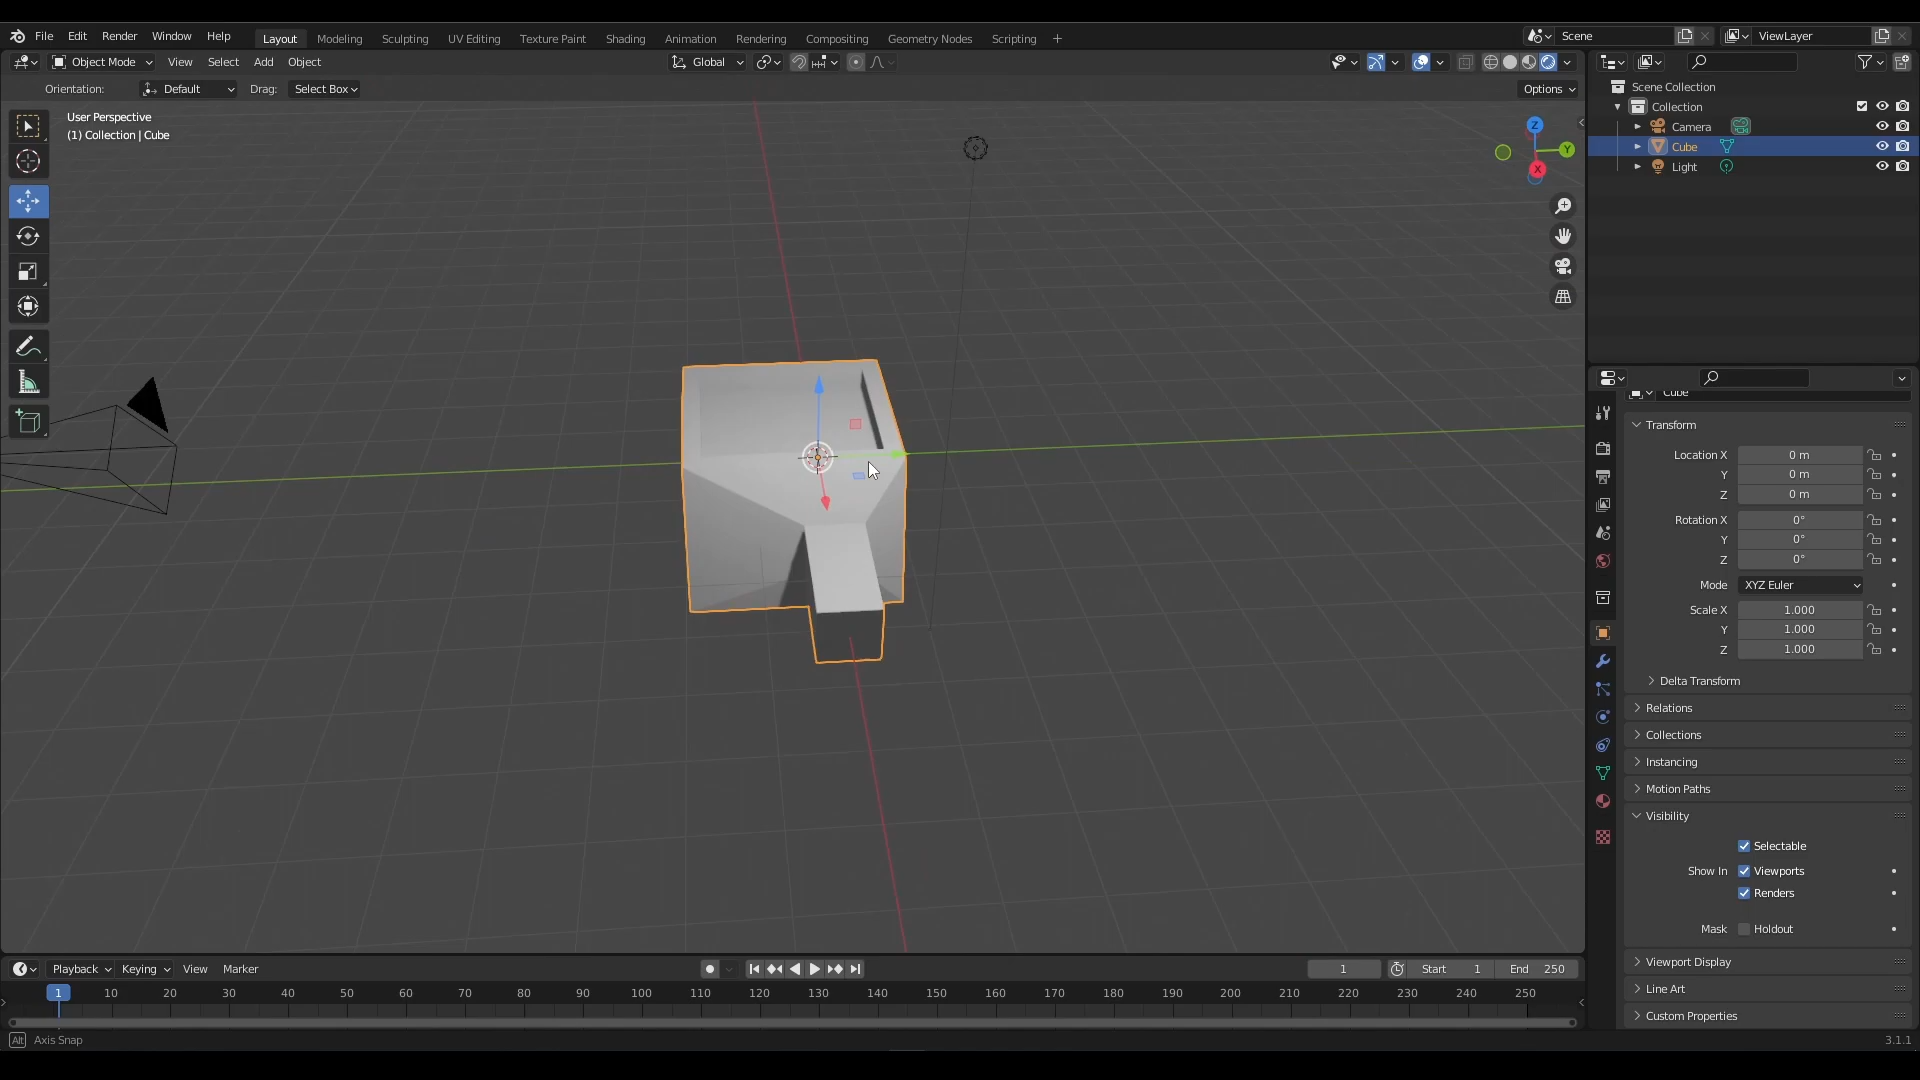 File Edit Render Window Help Layout Modeling Sculpting UV Editing Texture Paint Shading Animation Rendering Compositing Geometry Nodes Scripting + Scene ViewLayer
Object Mode View Select Add Object Global
Orientation: Default Drag: Select Box Options
User Perspective
(1) Collection | Cube
Z
Y
X
Scene Collection
Collection
Camera
Cube
Light
Cube
Transform
Location X 0 m
Y 0 m
Z 0 m
Rotation X 0°
Y 0°
Z 0°
Mode XYZ Euler
Scale X 1.000
Y 1.000
Z 1.000
Delta Transform
Relations
Collections
Instancing
Motion Paths
Visibility
Selectable
Show In Viewports
Renders
Mask Holdout
Viewport Display
Line Art
Custom Properties
Playback Keying View Marker 1 Start 1 End 250
1 10 20 30 40 50 60 70 80 90 100 110 120 130 140 150 160 170 180 190 200 210 220 230 240 250
Alt Axis Snap 3.1.1